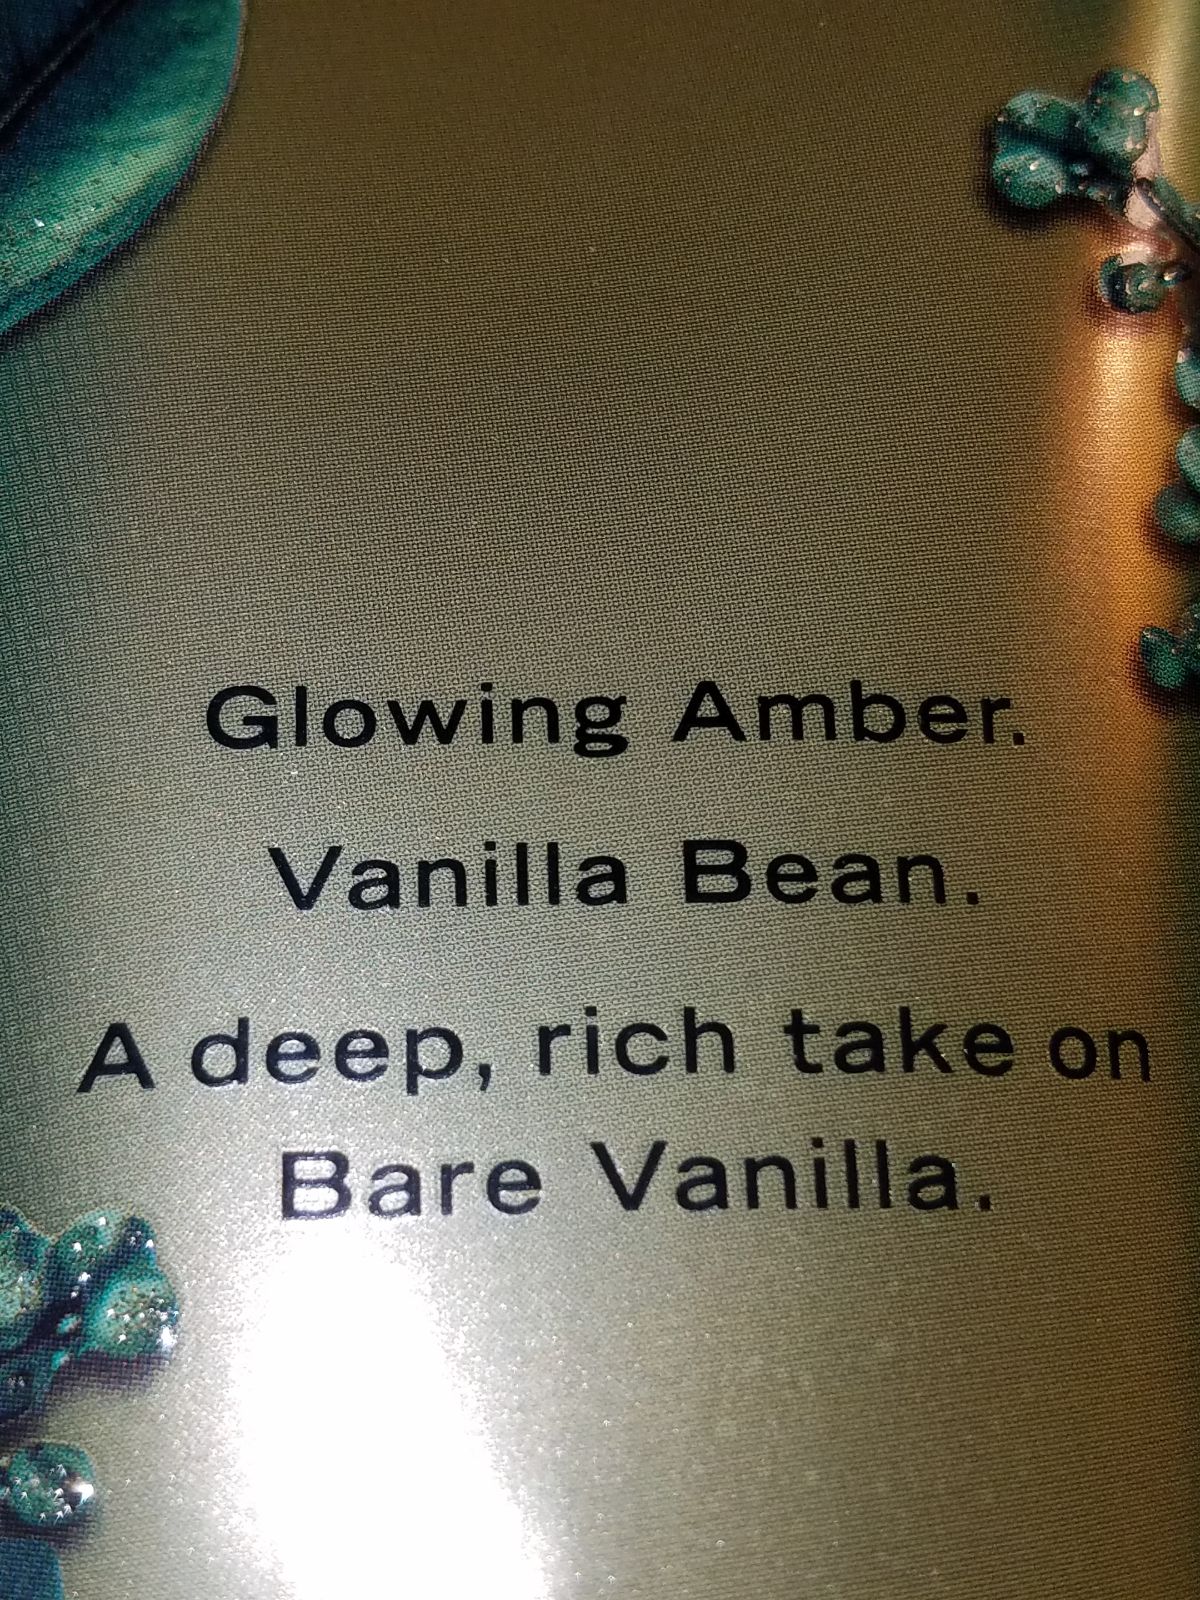 Glowing Amber.
Vanilla Bean.
A deep, rich take on
Bare Vanilla.